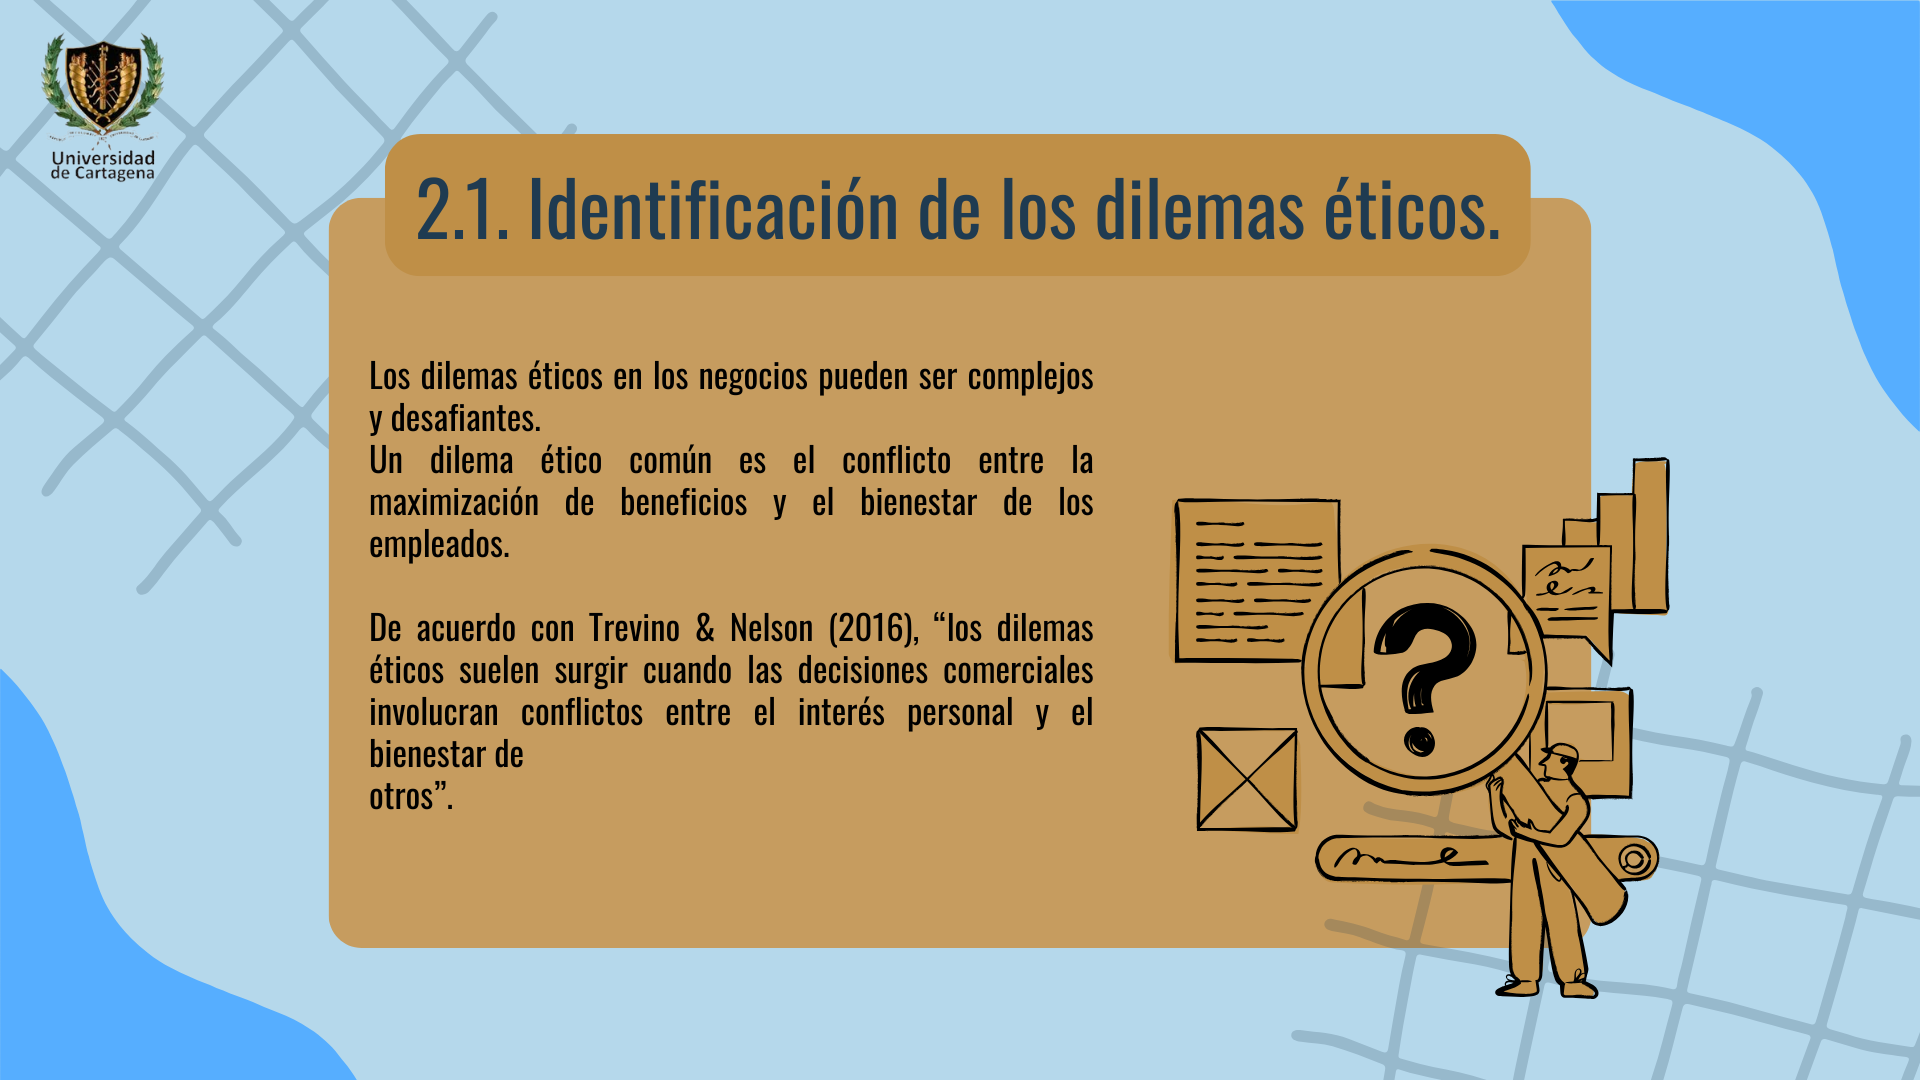 Universidad
de Cartagena
2.1. Identificación de los dilemas éticos.
Los dilemas éticos en los negocios pueden ser complejos
y desafiantes.
Un dilema ético común es el conflicto entre la
maximización de beneficios y el bienestar de los
empleados.
De acuerdo con Trevino & Nelson (2016), “los dilemas
éticos suelen surgir cuando las decisiones comerciales
involucran conflictos entre el interés personal y el
bienestar de
otros”.
?